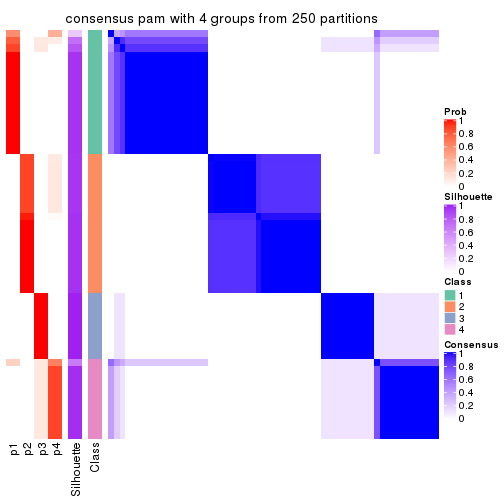 consensus pam with 4 groups from 250 partitions
Prob
1
0.8
0.6
0.4
0.2
0
Silhouette
1
0.8
0.6
0.4
0.2
0
Class
1
2
3
4
Consensus
1
0.8
0.6
0.4
0.2
0
p1
p2
p3
p4
Silhouette
Class